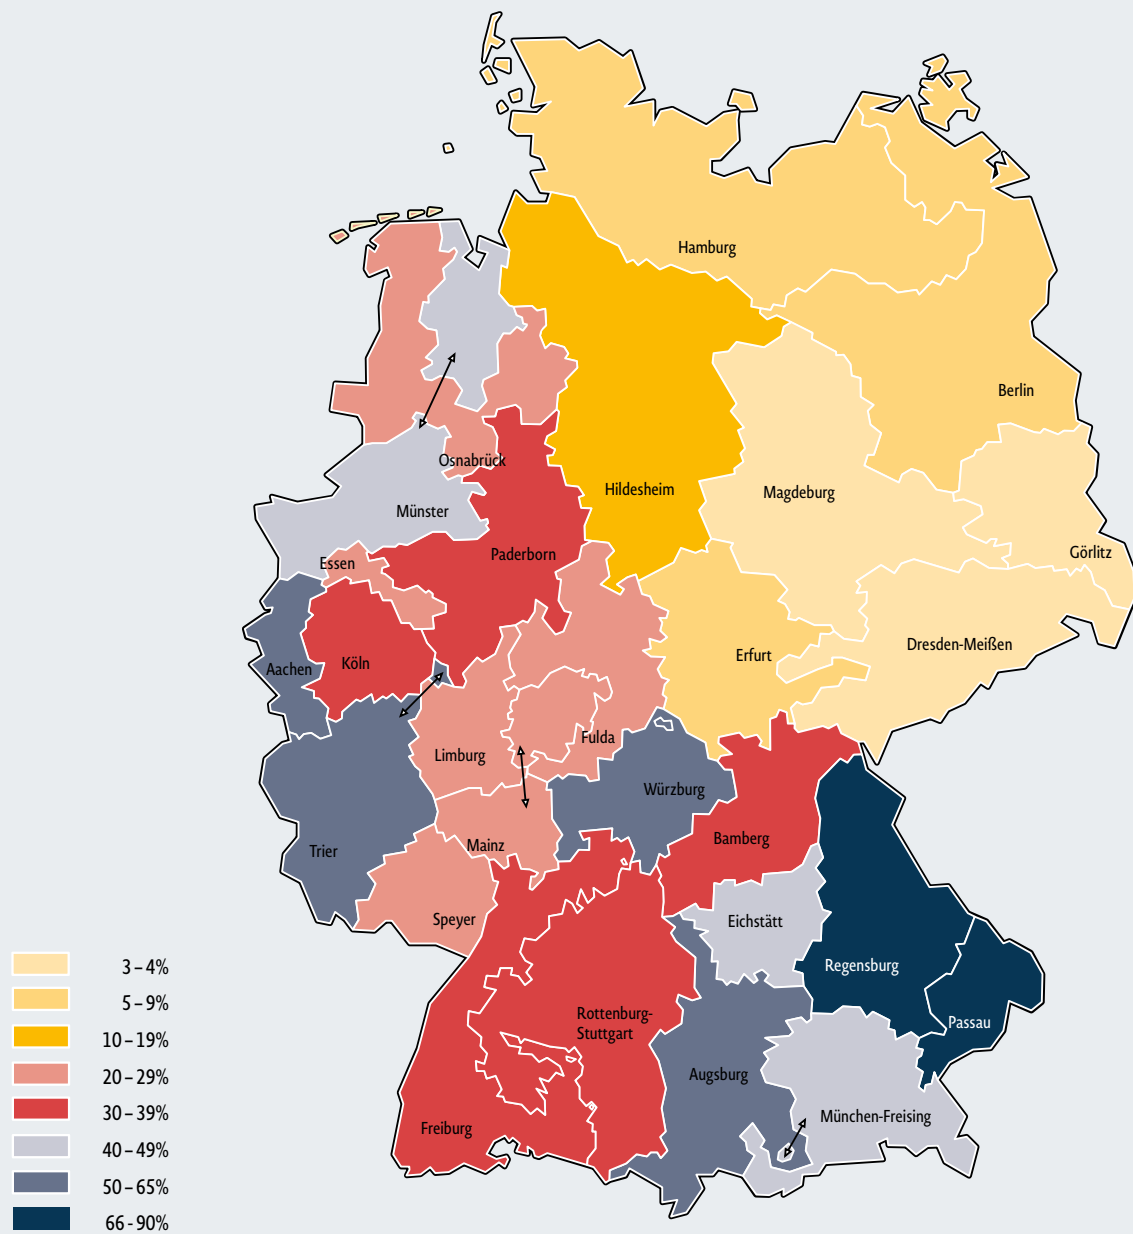 Hamburg
Berlin
Osnabrück
Hildesheim
Magdeburg
Münster
Paderborn
Görlitz
Essen
Dresden-Meißen
Erfurt
Köln
Aachen
Fulda
Limburg
Würzburg
Bamberg
Mainz
Trier
Speyer
Eichstätt
Regensburg
Rottenburg-
Stuttgart
Passau
Augsburg
München-Freising
Freiburg
3–4%
5–9%
10–19%
20–29%
30–39%
40–49%
50–65%
66-90%